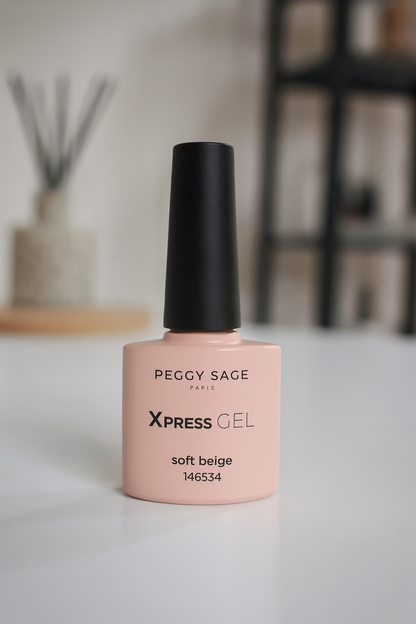 PEGGY SAGE
PARIS
XPRESS GEL
soft beige
146534